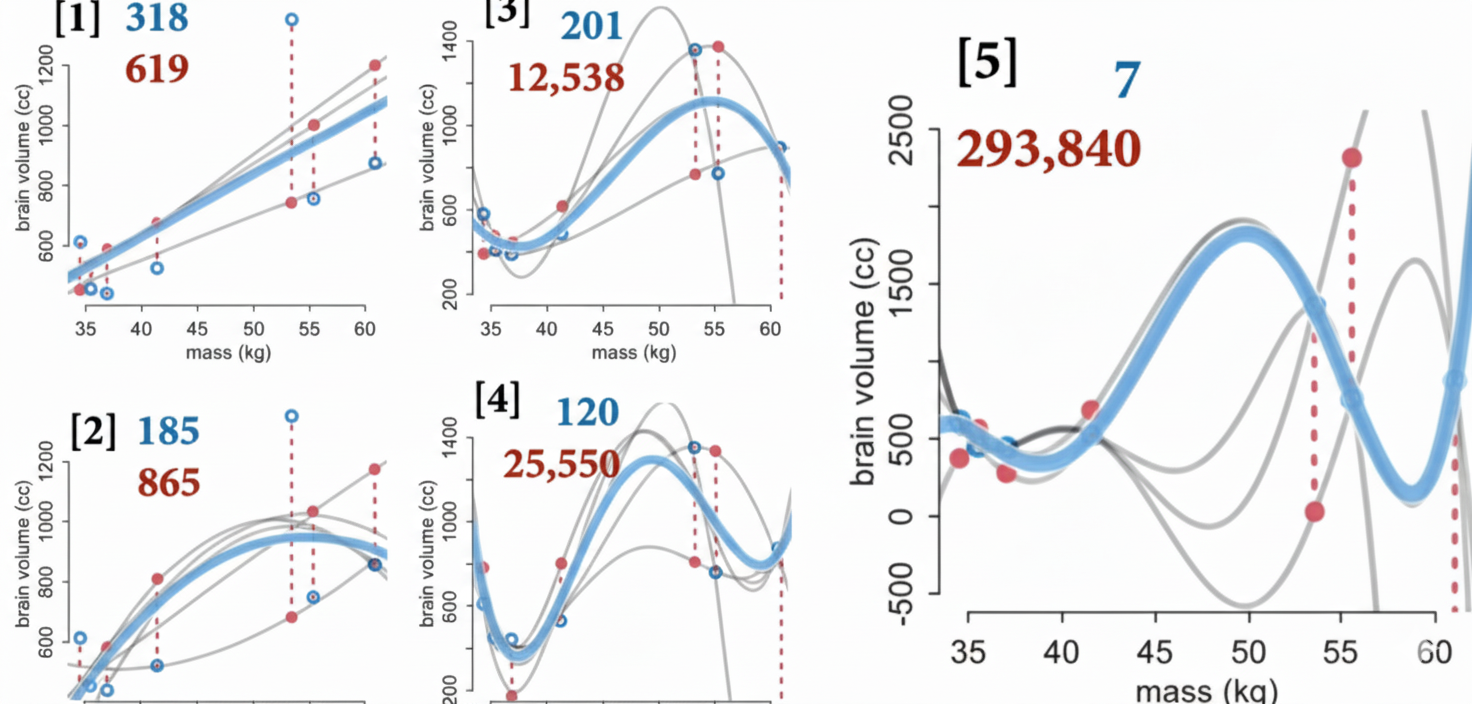 [1] 318
619
1200
1000
800
600
brain volume (cc)
35 40 45 50 55 60
mass (kg)
[2] 185
865
1200
1000
800
600
brain volume (cc)
[3]
201
12,538
1400
1000
600
200
brain volume (cc)
35 40 45 50 55 60
mass (kg)
[4] 120
25,550
1400
1000
600
200
brain volume (cc)
[5] 7
293,840
2500
1500
500
0
-500
brain volume (cc)
35 40 45 50 55 60
mass (kg)